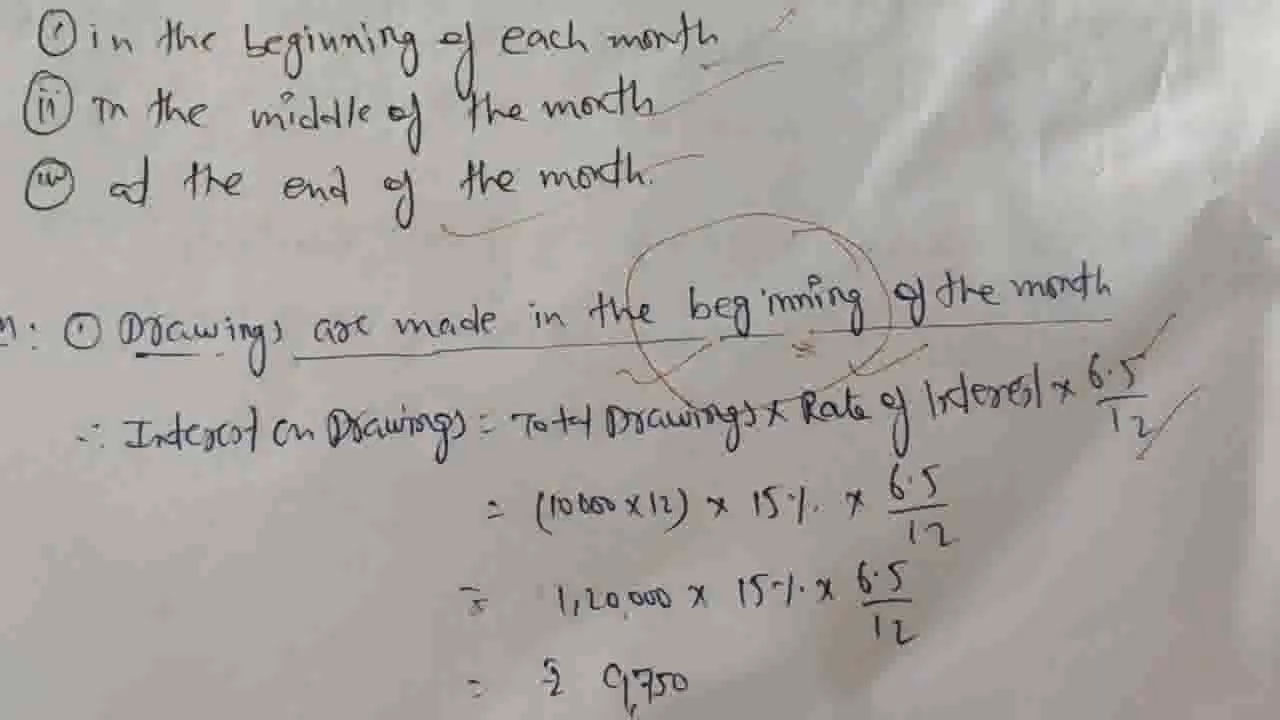 (i) in the beginning of each month
(ii) in the middle of the month
(iii) at the end of the month.
n: (i) Drawings are made in the beginning of the month
∴ Interest on Drawings = Total Drawings x Rate of Interest x 6.5/12
= (10000 x 12) x 15% x 6.5/12
= 1,20,000 x 15% x 6.5/12
= ₹ 9,750